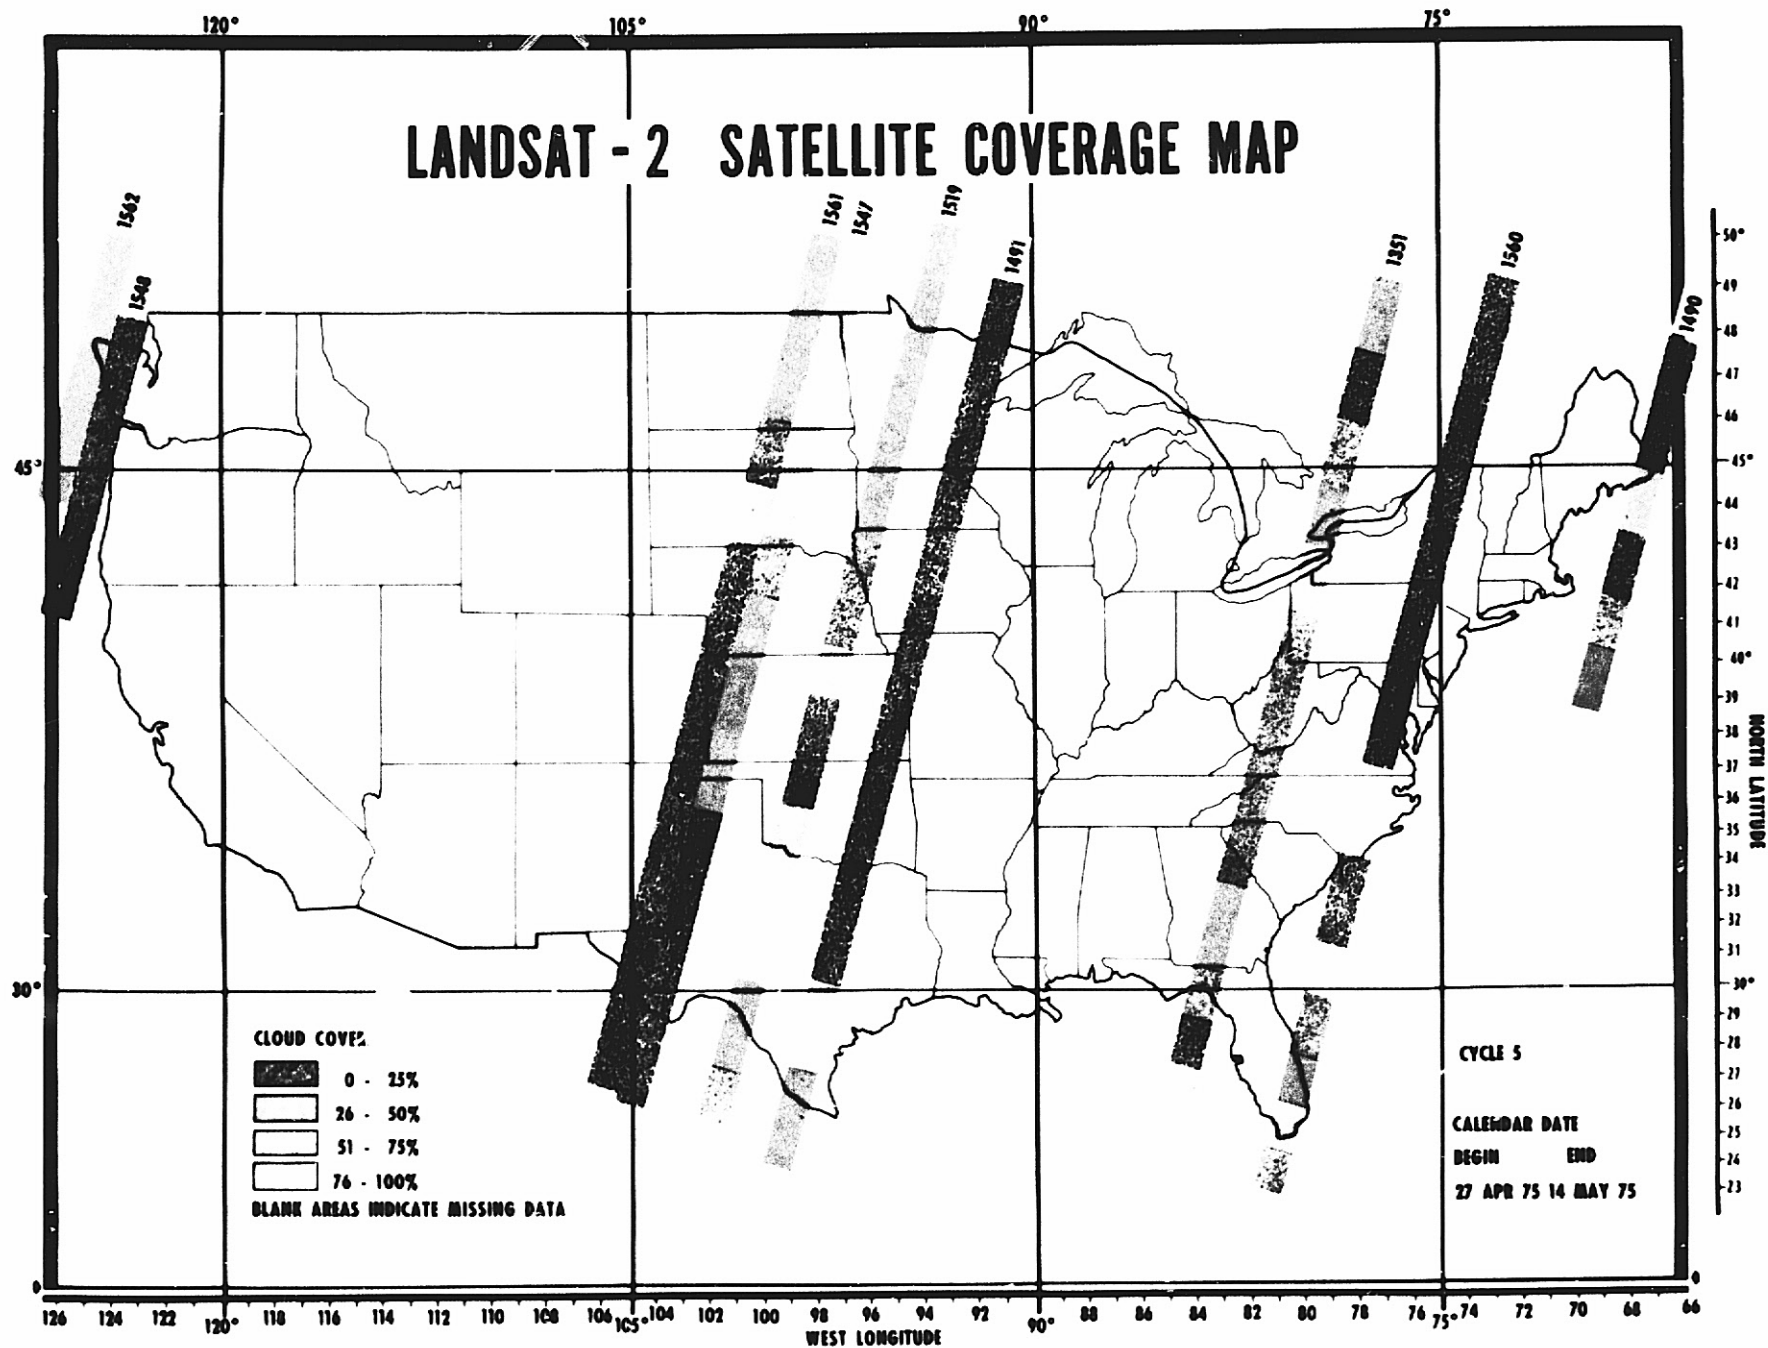 120° 105° 90° 75°
LANDSAT - 2 SATELLITE COVERAGE MAP
1562
1548
1561
1547
1519
1491
1351
1560
1490
50°
49
48
47
46
45°
44
43
42
41
40°
39
38
37
36
35
34
33
32
31
30°
29
28
27
26
25
24
23
NORTH LATITUDE
45°
30°
0
0
CLOUD COVER
0 - 25%
26 - 50%
51 - 75%
76 - 100%
BLANK AREAS INDICATE MISSING DATA
CYCLE 5
CALENDAR DATE
BEGIN END
27 APR 75 14 MAY 75
126 124 122 120° 118 116 114 112 110 108 106 105° 104 102 100 98 96 94 92 90° 88 86 84 82 80 78 76 75° 74 72 70 68 66
WEST LONGITUDE